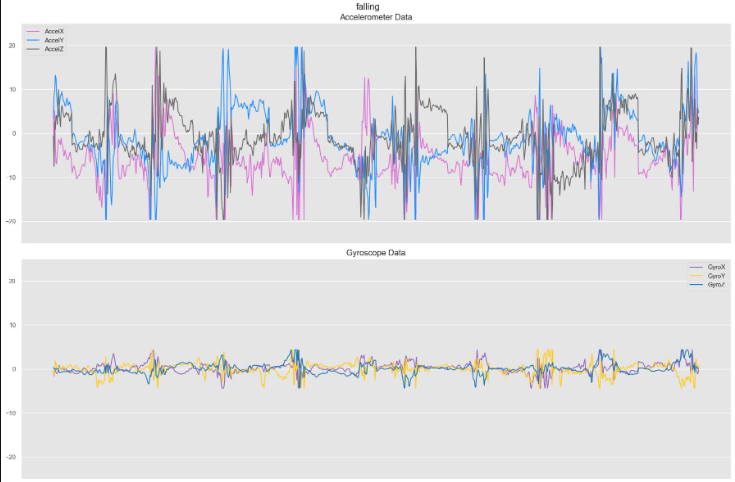 falling
Accelerometer Data
AccelX
AccelY
AccelZ
20
10
0
−10
−20
Gyroscope Data
GyroX
GyroY
GyroZ
20
10
0
−10
−20